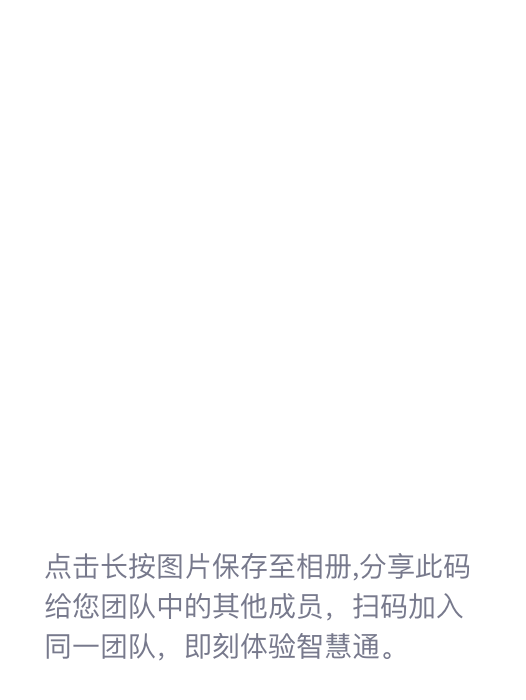 点击长按图片保存至相册,分享此码
给您团队中的其他成员，扫码加入
同一团队，即刻体验智慧通。